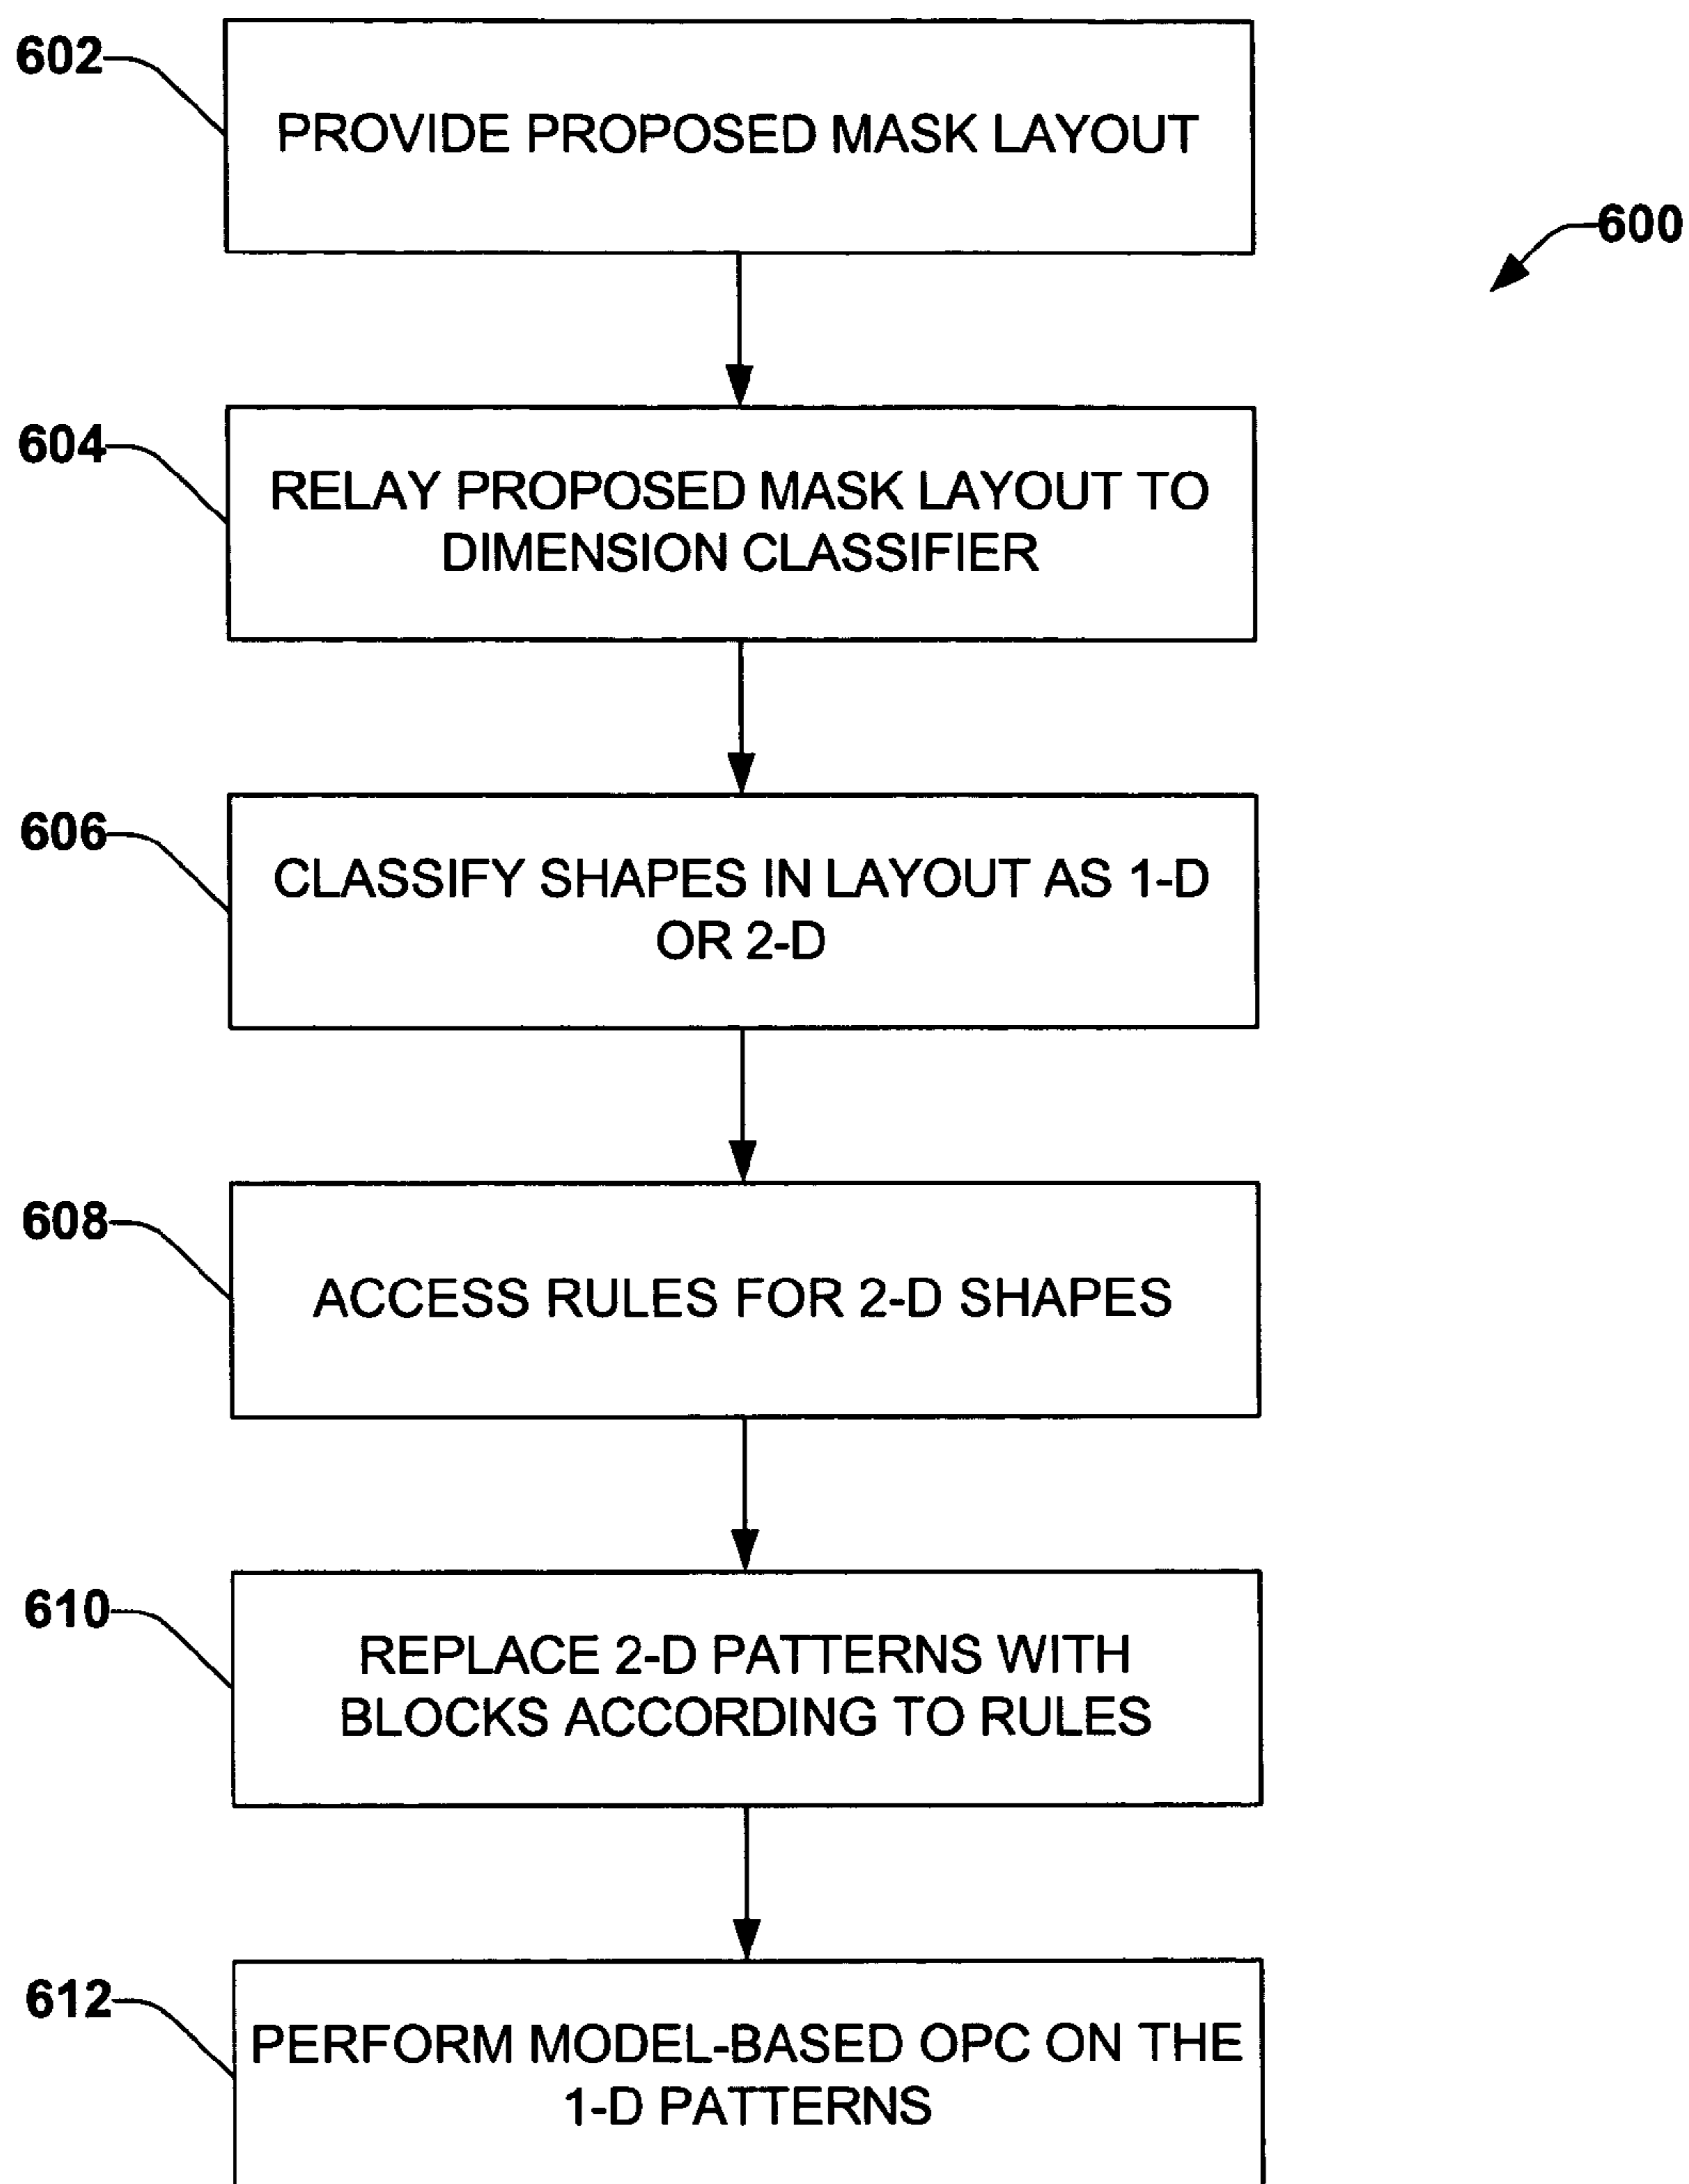 602
PROVIDE PROPOSED MASK LAYOUT
600
604
RELAY PROPOSED MASK LAYOUT TO
DIMENSION CLASSIFIER
606
CLASSIFY SHAPES IN LAYOUT AS 1-D
OR 2-D
608
ACCESS RULES FOR 2-D SHAPES
610
REPLACE 2-D PATTERNS WITH
BLOCKS ACCORDING TO RULES
612
PERFORM MODEL-BASED OPC ON THE
1-D PATTERNS